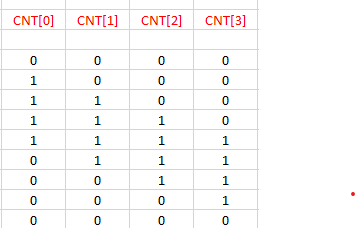 CNT[0] CNT[1] CNT[2] CNT[3]
0 0 0 0
1 0 0 0
1 1 0 0
1 1 1 0
1 1 1 1
0 1 1 1
0 0 1 1
0 0 0 1
0 0 0 0